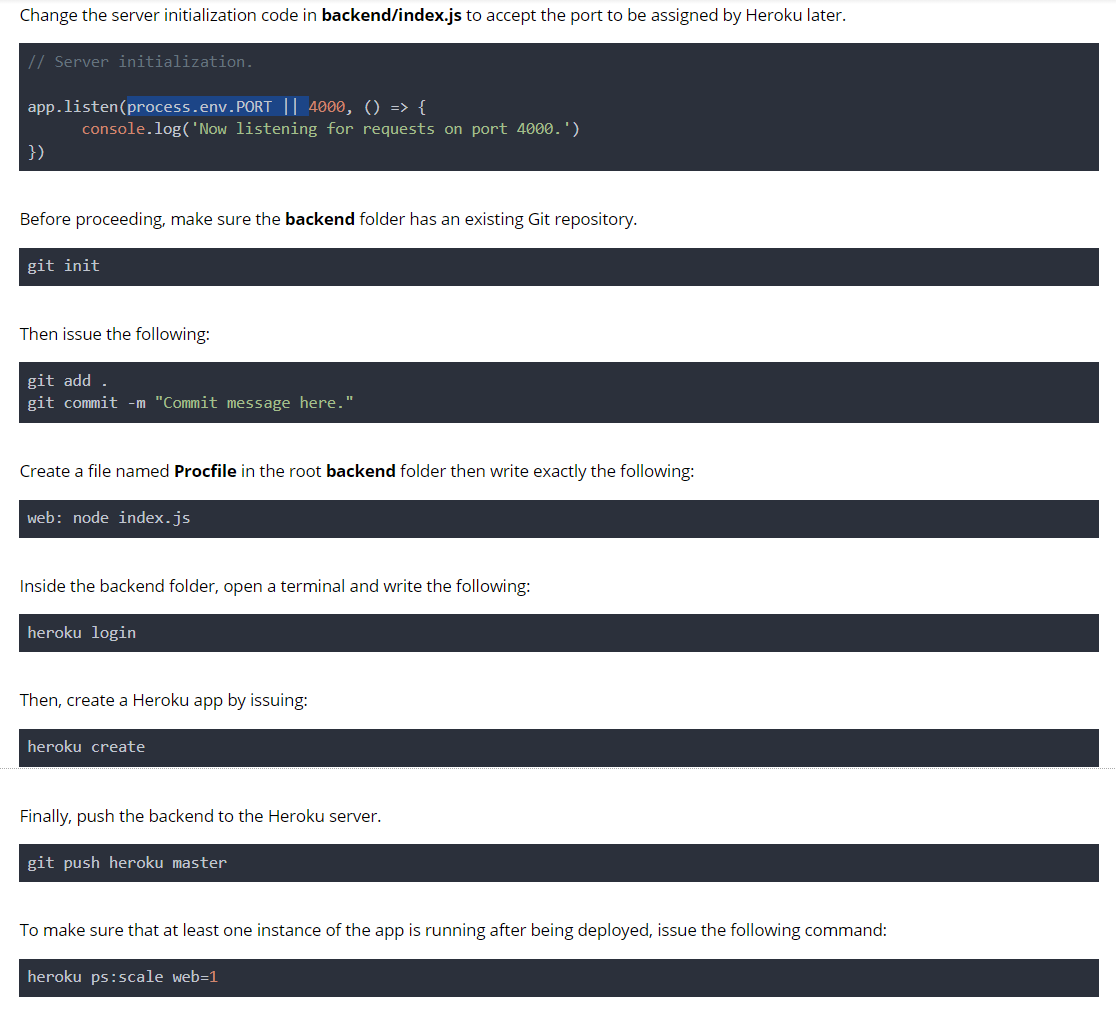 Change the server initialization code in backend/index.js to accept the port to be assigned by Heroku later.
// Server initialization.
app.listen(process.env.PORT || 4000, () => {
console.log('Now listening for requests on port 4000.')
})
Before proceeding, make sure the backend folder has an existing Git repository.
git init
Then issue the following:
git add .
git commit -m "Commit message here."
Create a file named Procfile in the root backend folder then write exactly the following:
web: node index.js
Inside the backend folder, open a terminal and write the following:
heroku login
Then, create a Heroku app by issuing:
heroku create
Finally, push the backend to the Heroku server.
git push heroku master
To make sure that at least one instance of the app is running after being deployed, issue the following command:
heroku ps:scale web=1